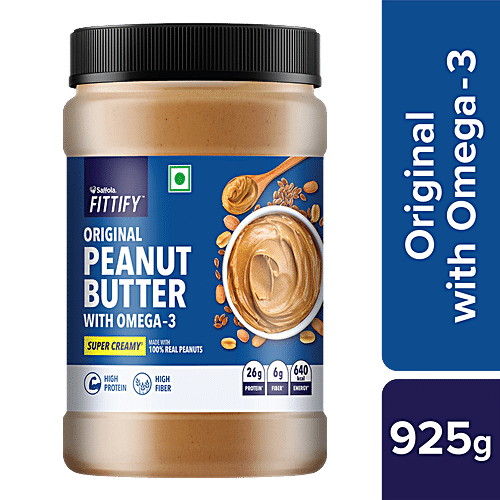 Saffola
FITTIFY™
ORIGINAL
PEANUT
BUTTER
WITH OMEGA-3
SUPER CREAMY*
MADE WITH
100% REAL PEANUTS
HIGH
PROTEIN
HIGH
FIBER
26g
PROTEIN^
6g
FIBER^
640
kcal
ENERGY^
Original
with Omega-3
925g